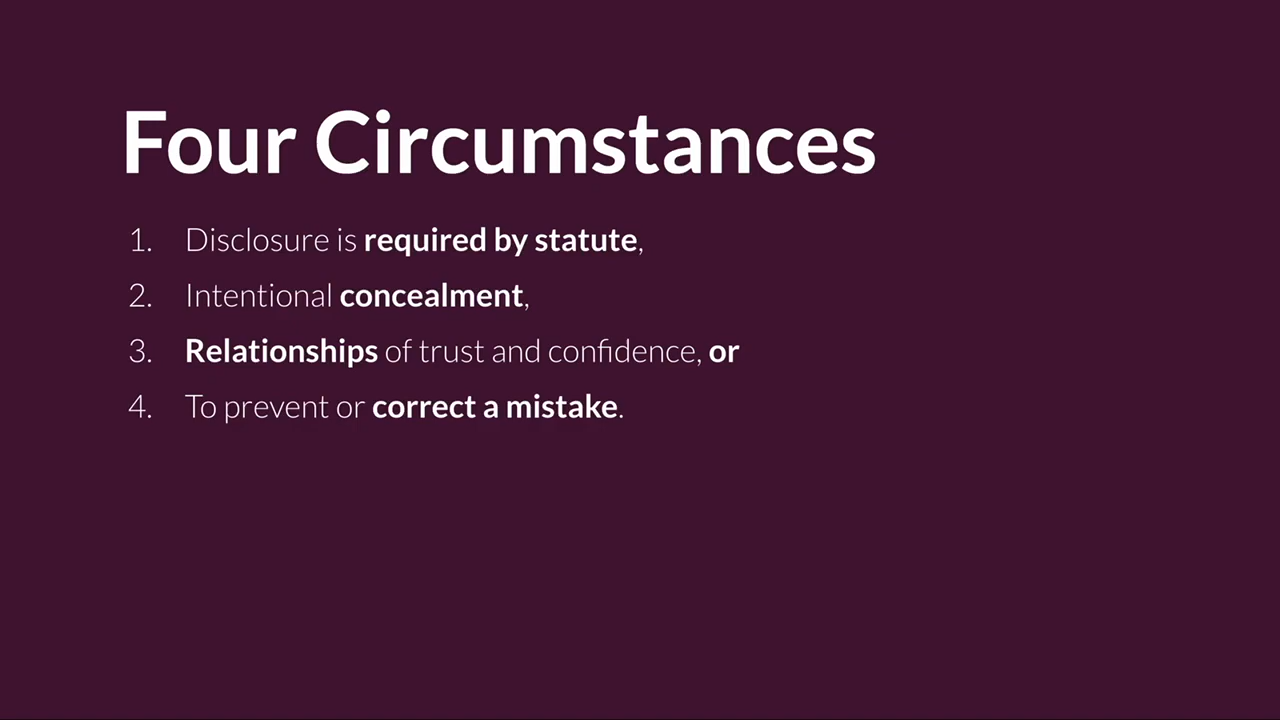 Four Circumstances
1. Disclosure is required by statute,
2. Intentional concealment,
3. Relationships of trust and confidence, or
4. To prevent or correct a mistake.